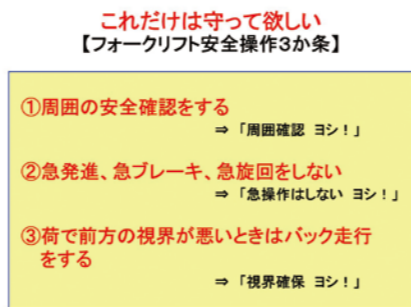 これだけは守って欲しい
【フォークリフト安全操作3か条】
①周囲の安全確認をする
⇒「周囲確認 ヨシ！」
②急発進、急ブレーキ、急旋回をしない
⇒「急操作はしない ヨシ！」
③荷で前方の視界が悪いときはバック走行
をする
⇒「視界確保 ヨシ！」